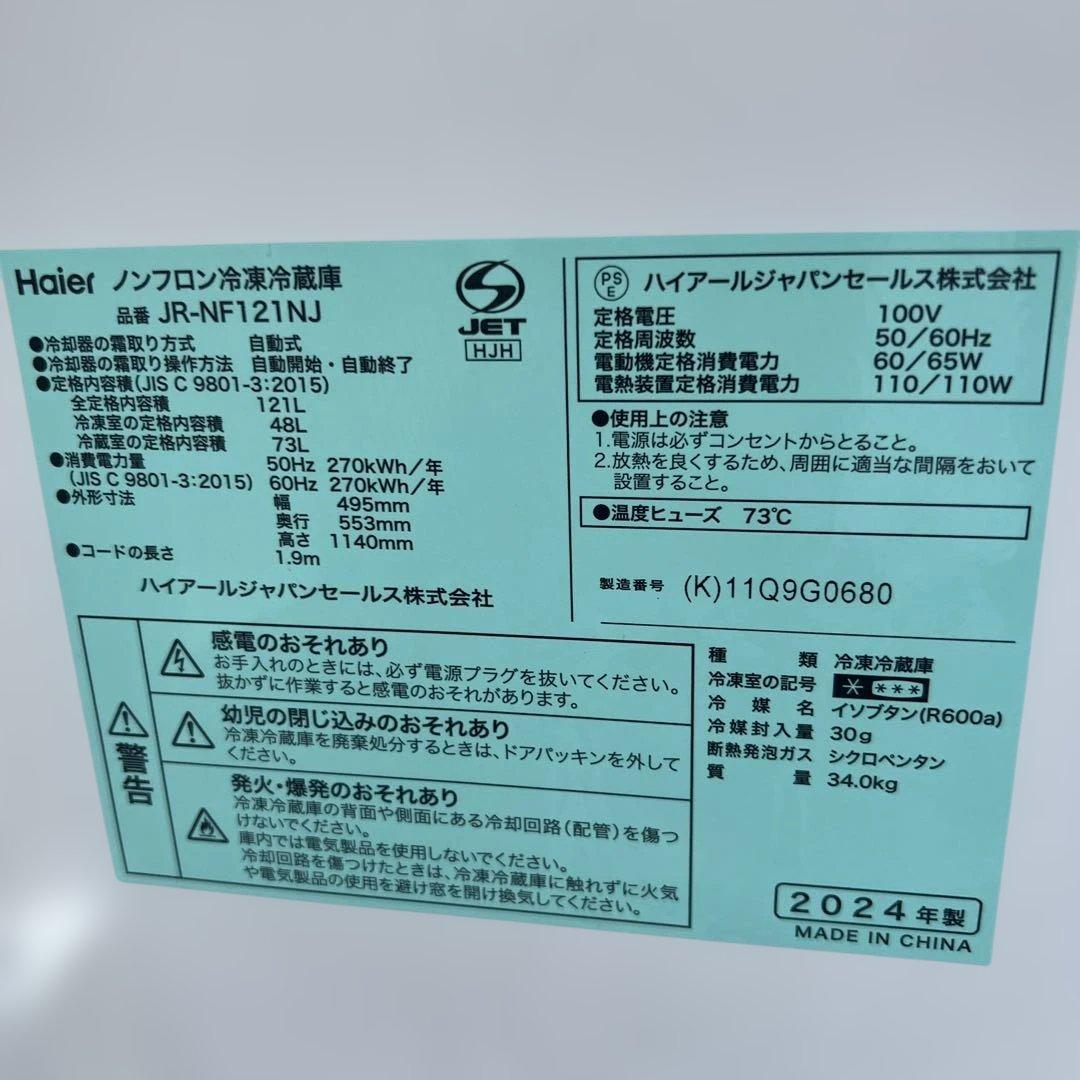 Haier ノンフロン冷凍冷蔵庫
品番 JR-NF121NJ
●冷却器の霜取り方式 自動式
●冷却器の霜取り操作方法 自動開始・自動終了
●定格内容積(JIS C 9801-3:2015)
全定格内容積 121L
冷凍室の定格内容積 48L
冷蔵室の定格内容積 73L
●消費電力量 50Hz 270kWh/年
(JIS C 9801-3:2015) 60Hz 270kWh/年
●外形寸法 幅 495mm
奥行 553mm
高さ 1140mm
●コードの長さ 1.9m
ハイアールジャパンセールス株式会社
JET
HJH
PS
E
ハイアールジャパンセールス株式会社
定格電圧 100V
定格周波数 50/60Hz
電動機定格消費電力 60/65W
電熱装置定格消費電力 110/110W
●使用上の注意
1.電源は必ずコンセントからとること。
2.放熱を良くするため、周囲に適当な間隔をおいて
設置すること。
●温度ヒューズ 73℃
製造番号 (K)11Q9G0680
警告
感電のおそれあり
お手入れのときには、必ず電源プラグを抜いてください。
抜かずに作業すると感電のおそれがあります。
幼児の閉じ込みのおそれあり
冷凍冷蔵庫を廃棄処分するときは、ドアパッキンを外して
ください。
発火・爆発のおそれあり
冷凍冷蔵庫の背面や側面にある冷却回路(配管)を傷つ
けないでください。
庫内では電気製品を使用しないでください。
冷却回路を傷つけたときは、冷凍冷蔵庫に触れずに火気
や電気製品の使用を避け窓を開け換気してください。
種類 冷凍冷蔵庫
冷凍室の記号 * ***
冷媒名 イソブタン(R600a)
冷媒封入量 30g
断熱発泡ガス シクロペンタン
質量 34.0kg
2024年製
MADE IN CHINA